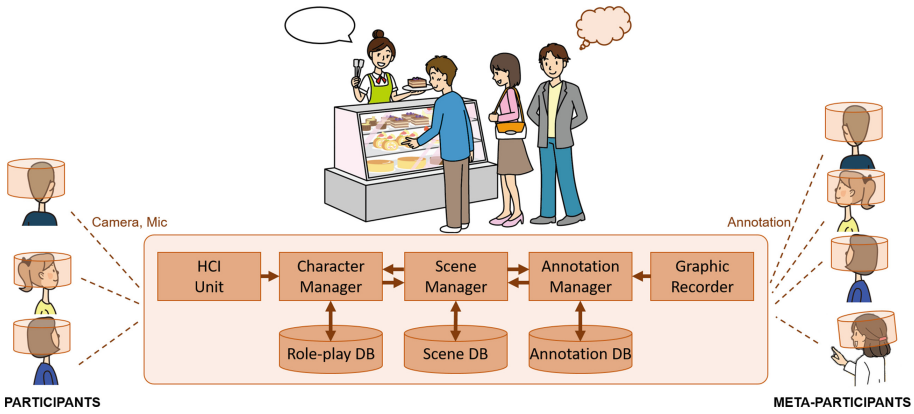 Camera, Mic
Annotation
HCI
Unit
Character
Manager
Scene
Manager
Annotation
Manager
Graphic
Recorder
Role-play DB
Scene DB
Annotation DB
PARTICIPANTS
META-PARTICIPANTS